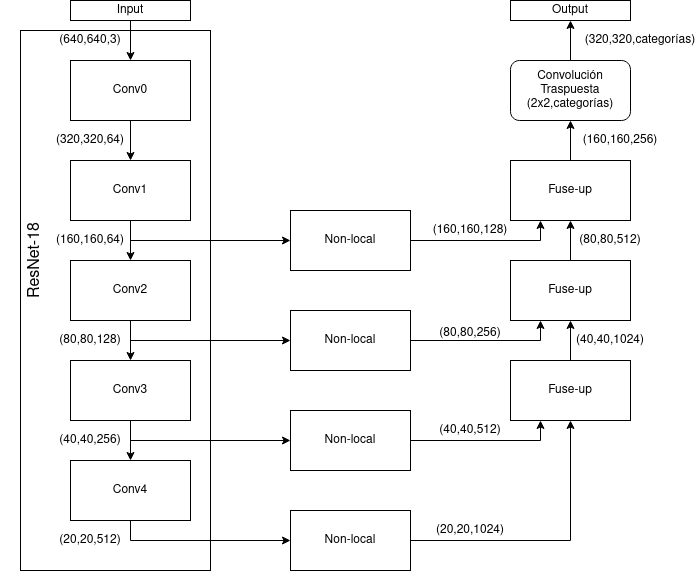 Input
Output
(640,640,3)
(320,320,categorías)
Conv0
Convolución
Traspuesta
(2x2,categorías)
(320,320,64)
(160,160,256)
Conv1
Fuse-up
ResNet-18
(160,160,64)
Non-local
(160,160,128)
(80,80,512)
Conv2
Fuse-up
(80,80,128)
Non-local
(80,80,256)
(40,40,1024)
Conv3
Fuse-up
(40,40,256)
Non-local
(40,40,512)
Conv4
(20,20,512)
Non-local
(20,20,1024)